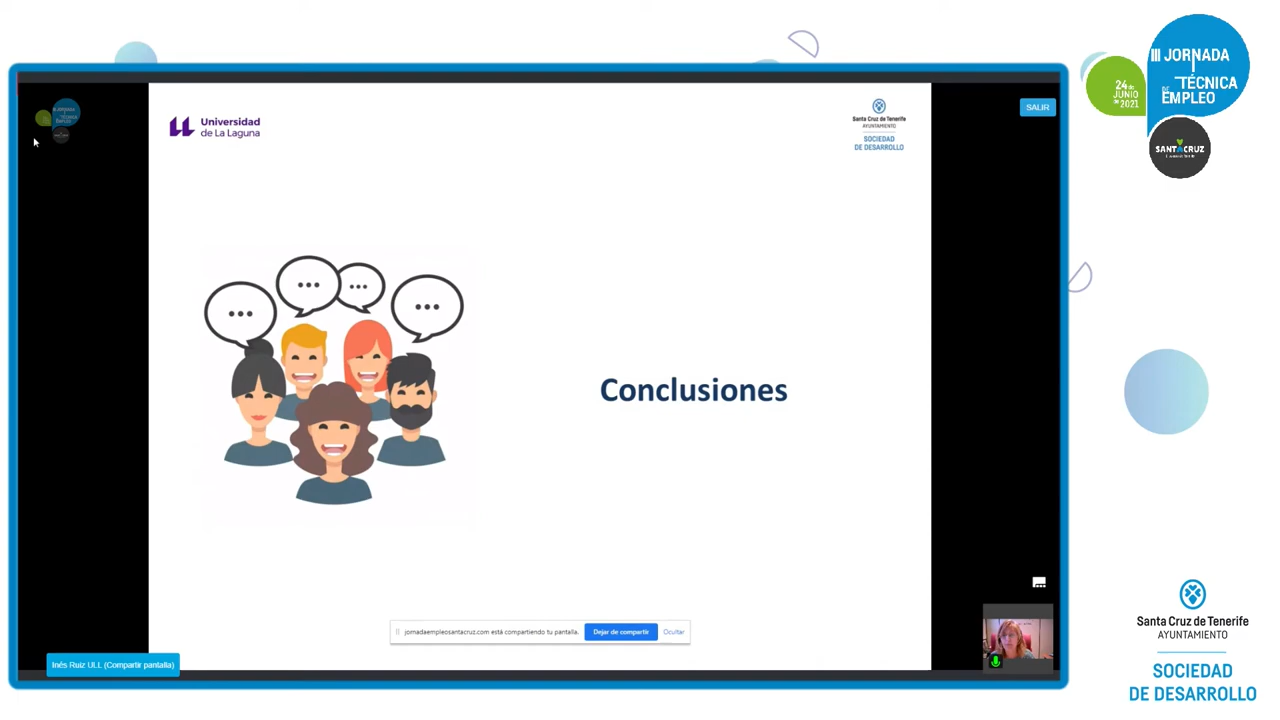 III JORNADA
TÉCNICA
DE EMPLEO
24 de
JUNIO
de 2021
SANTACRUZ
SALIR
Universidad
de La Laguna
Santa Cruz de Tenerife
AYUNTAMIENTO
SOCIEDAD
DE DESARROLLO
Conclusiones
jornadaempleosantacruz.com está compartiendo tu pantalla.
Dejar de compartir
Ocultar
Inés Ruiz ULL (Compartir pantalla)
Santa Cruz de Tenerife
AYUNTAMIENTO
SOCIEDAD
DE DESARROLLO